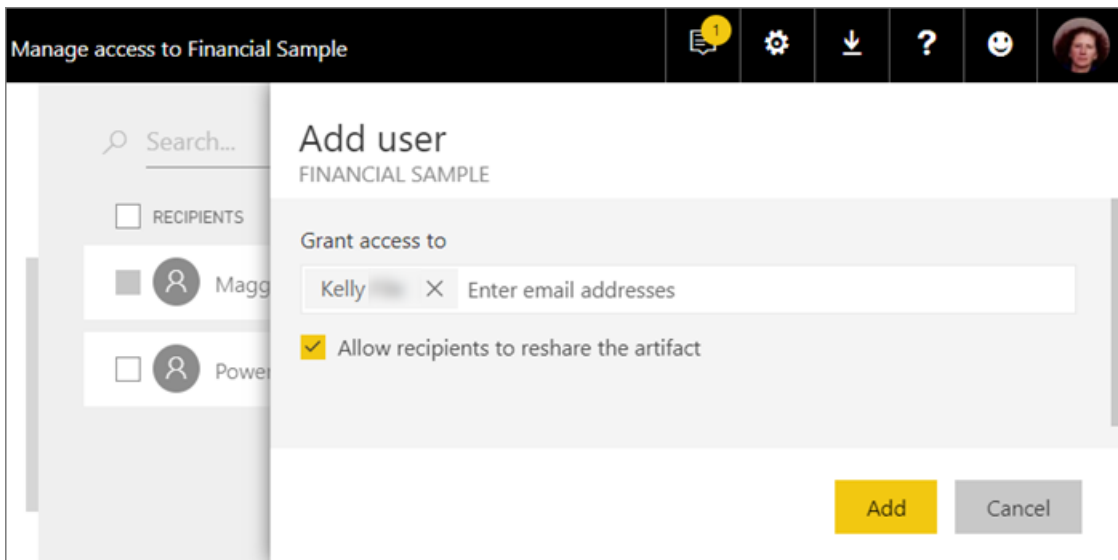 Manage access to Financial Sample
1
Search...
RECIPIENTS
Magg
Power
Add user
FINANCIAL SAMPLE
Grant access to
Kelly
Enter email addresses
Allow recipients to reshare the artifact
Add
Cancel